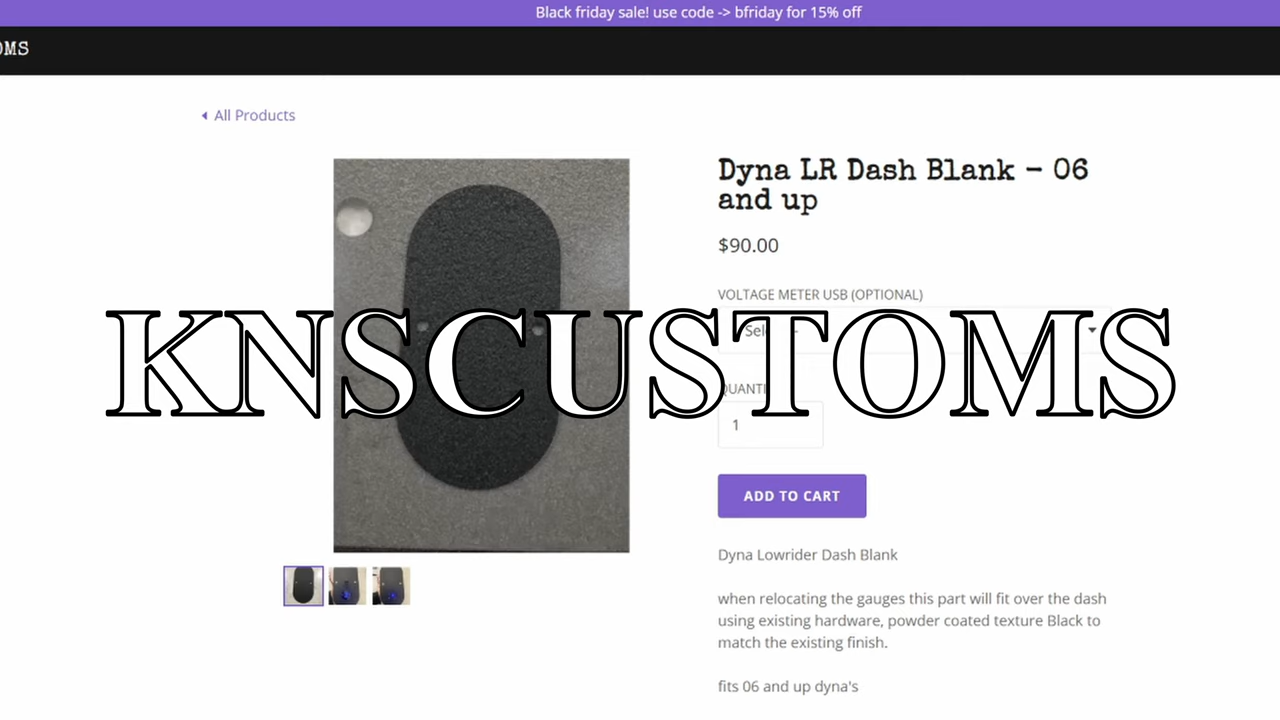 Black friday sale! use code -> bfriday for 15% off
OMS
All Products
Dyna LR Dash Blank - 06
and up
$90.00
VOLTAGE METER USB (OPTIONAL)
KNSCUSTOMS
1
ADD TO CART
Dyna Lowrider Dash Blank
when relocating the gauges this part will fit over the dash
using existing hardware, powder coated texture Black to
match the existing finish.
fits 06 and up dyna's